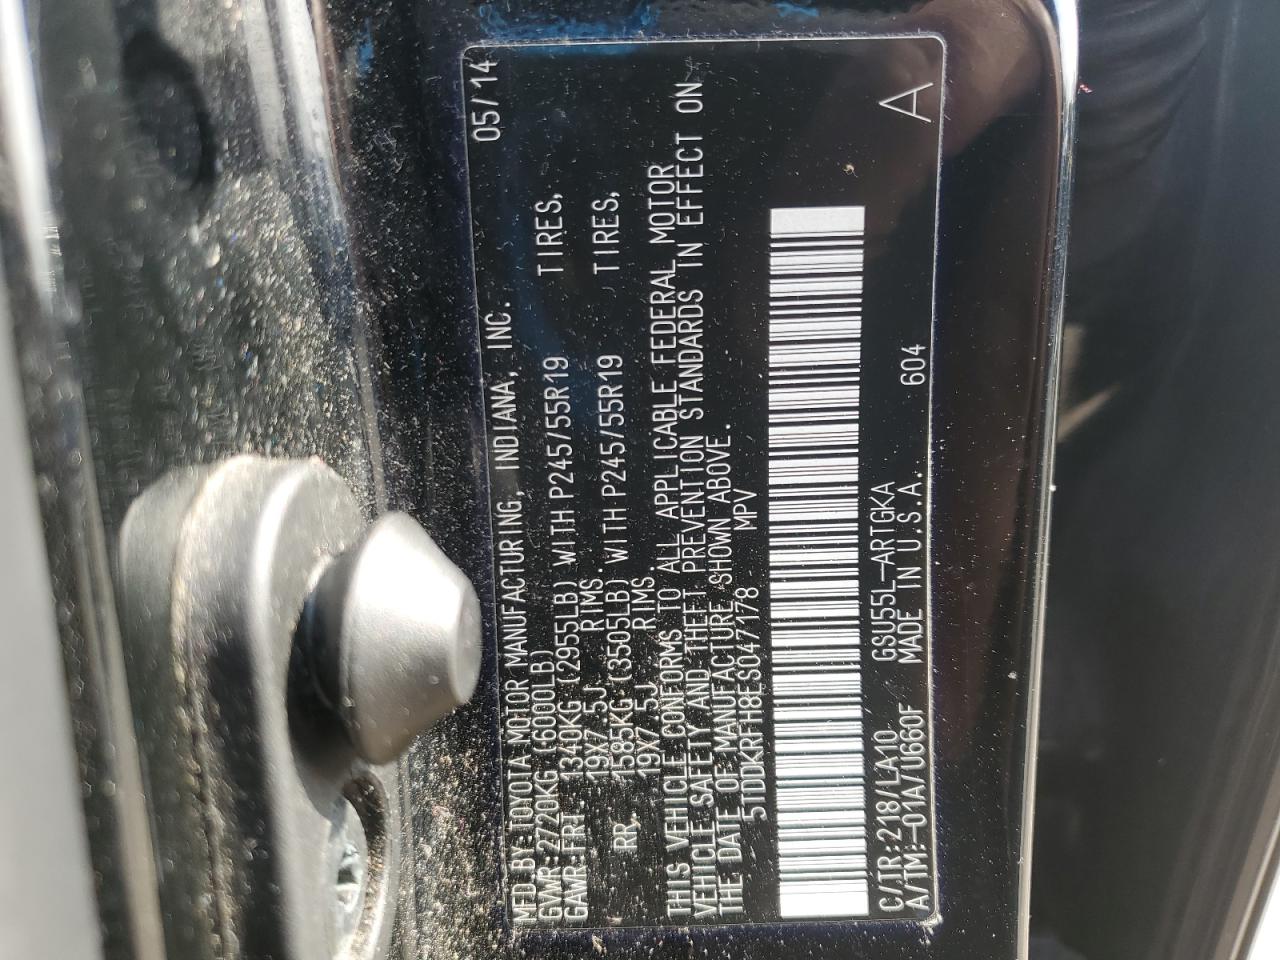 MFD.BY:TOYOTA MOTOR MANUFACTURING, INDIANA, INC. 05/14
GVWR:2720KG (6000LB)
GAWR:FRT. 1340KG (2955LB) WITH P245/55R19 TIRES,
19X7.5J RIMS.
RR. 1585KG (3505LB) WITH P245/55R19 TIRES,
19X7.5J RIMS.
THIS VEHICLE CONFORMS TO ALL APPLICABLE FEDERAL MOTOR
VEHICLE SAFETY AND THEFT PREVENTION STANDARDS IN EFFECT ON
THE DATE OF MANUFACTURE SHOWN ABOVE.
5TDDKRFH8ES047178 MPV
C/TR:218/LA10 GSU55L-ARTGKA
A/TM:-01A/U660F MADE IN U.S.A. 604 A